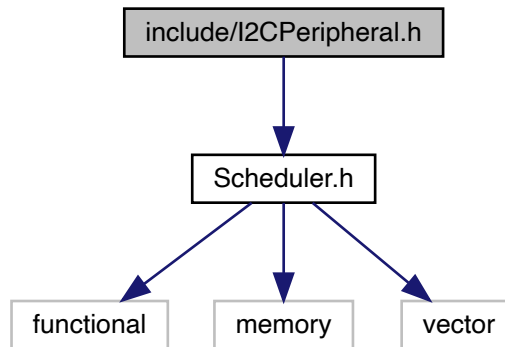 include/I2CPeripheral.h
Scheduler.h
functional
memory
vector